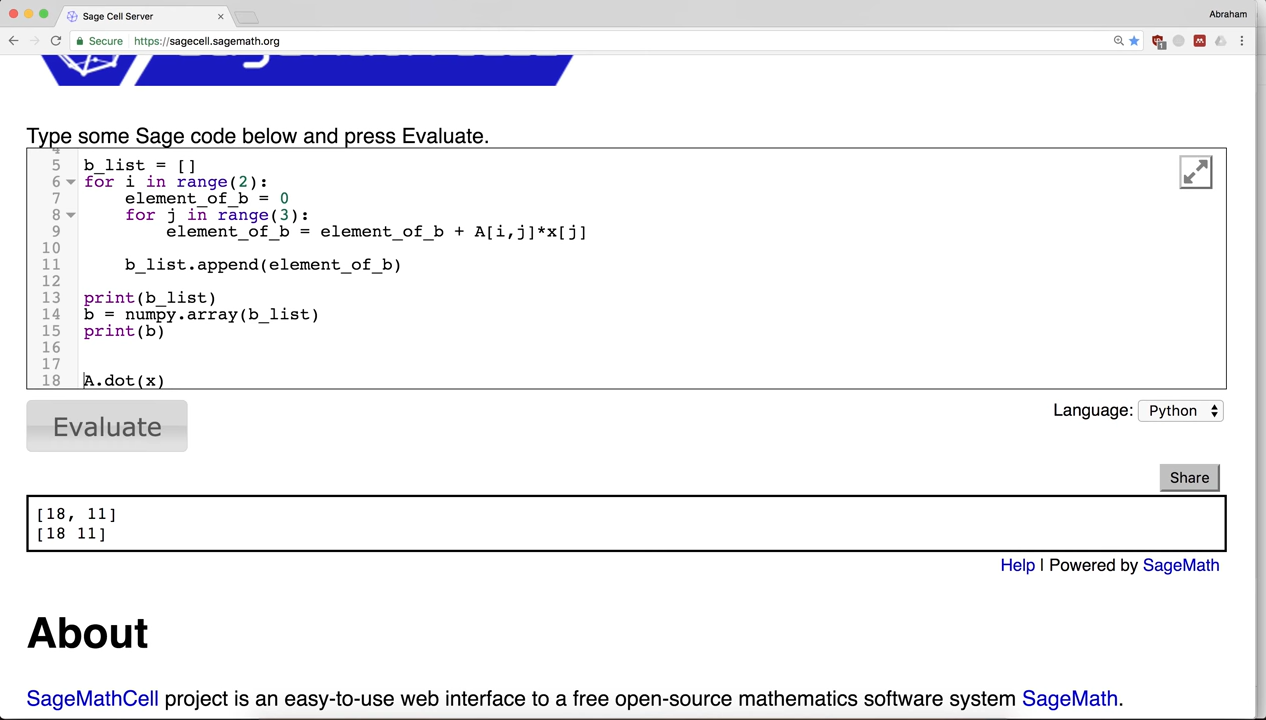 Sage Cell Server
Abraham
Secure https://sagecell.sagemath.org
Type some Sage code below and press Evaluate.
5 b_list = []
6 for i in range(2):
7 element_of_b = 0
8 for j in range(3):
9 element_of_b = element_of_b + A[i,j]*x[j]
10
11 b_list.append(element_of_b)
12
13 print(b_list)
14 b = numpy.array(b_list)
15 print(b)
16
17
18 A.dot(x)
Evaluate
Language: Python
Share
[18, 11]
[18 11]
Help | Powered by SageMath
About
SageMathCell project is an easy-to-use web interface to a free open-source mathematics software system SageMath.